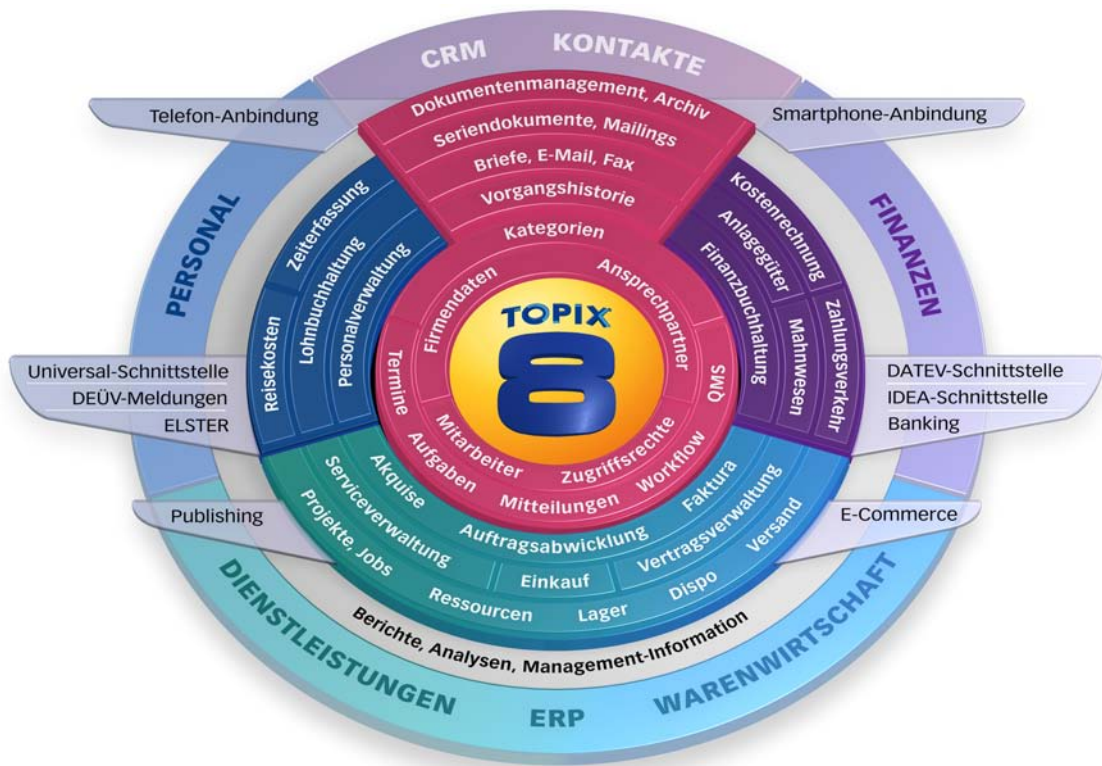 CRM KONTAKTE
Dokumentenmanagement, Archiv
Telefon-Anbindung
Smartphone-Anbindung
Seriendokumente, Mailings
Briefe, E-Mail, Fax
Vorgangshistorie
Kategorien
PERSONAL
Zeiterfassung
Lohnbuchhaltung
Personalverwaltung
Reisekosten
FINANZEN
Kostenrechnung
Anlagegüter
Finanzbuchhaltung
Zahlungsverkehr
Mahnwesen
Firmendaten
Ansprechpartner
TOPIX
8
Termine
QMS
Mitarbeiter
Zugriffsrechte
Aufgaben
Mitteilungen
Workflow
Universal-Schnittstelle
DEÜV-Meldungen
ELSTER
DATEV-Schnittstelle
IDEA-Schnittstelle
Banking
Akquise
Auftragsabwicklung
Faktura
Serviceverwaltung
Einkauf
Vertragsverwaltung
Projekte, Jobs
Ressourcen
Lager
Dispo
Versand
Publishing
E-Commerce
Berichte, Analysen, Management-Information
DIENSTLEISTUNGEN
ERP
WARENWIRTSCHAFT